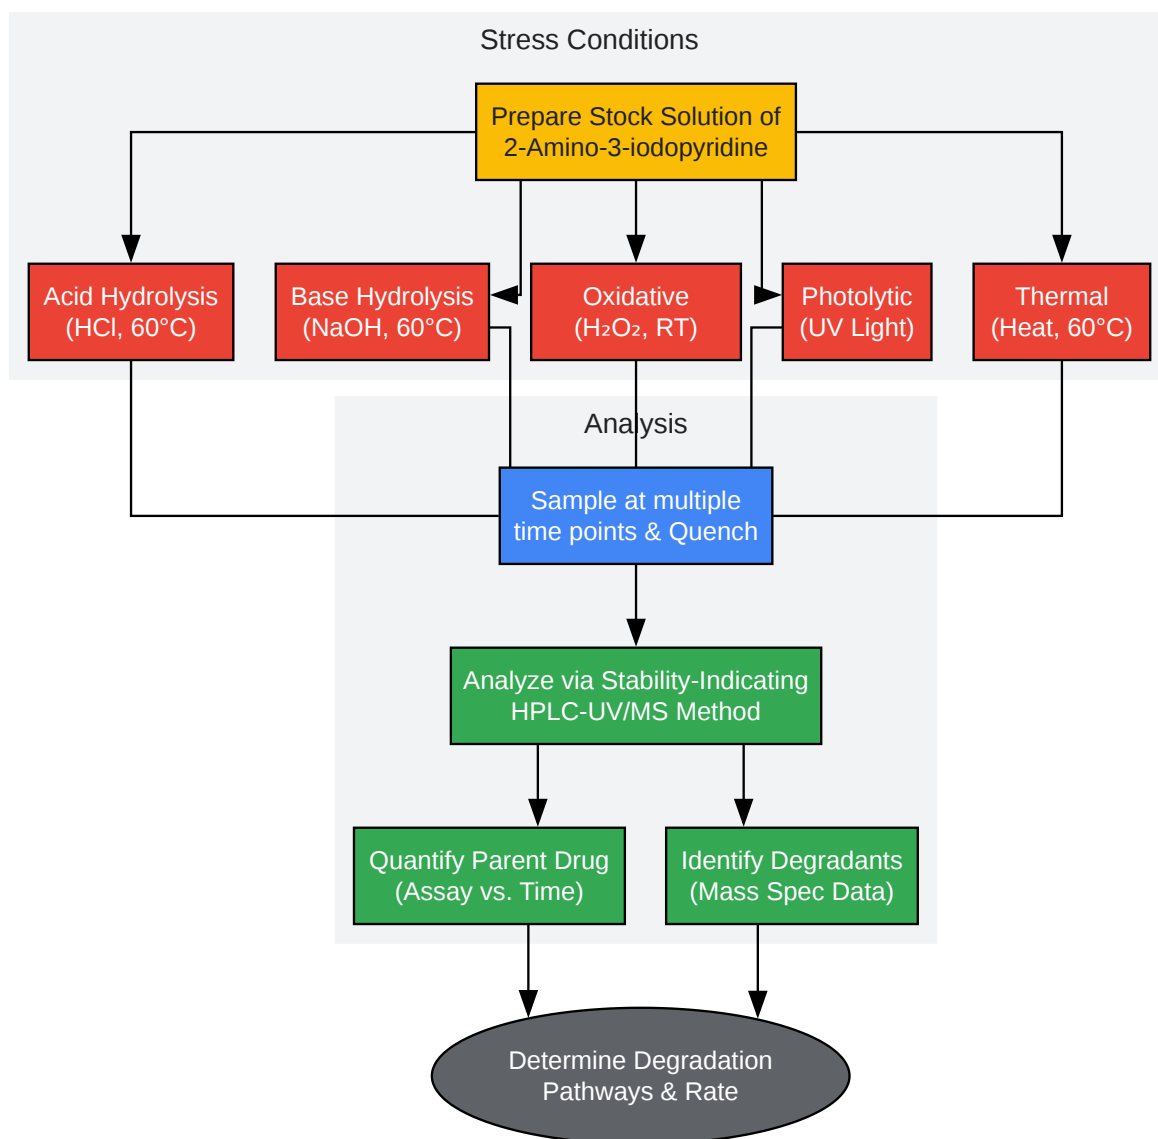 Stress Conditions
Prepare Stock Solution of
2-Amino-3-iodopyridine
Acid Hydrolysis
(HCl, 60°C)
Base Hydrolysis
(NaOH, 60°C)
Oxidative
(H₂O₂, RT)
Photolytic
(UV Light)
Thermal
(Heat, 60°C)
Analysis
Sample at multiple
time points & Quench
Analyze via Stability-Indicating
HPLC-UV/MS Method
Quantify Parent Drug
(Assay vs. Time)
Identify Degradants
(Mass Spec Data)
Determine Degradation
Pathways & Rate